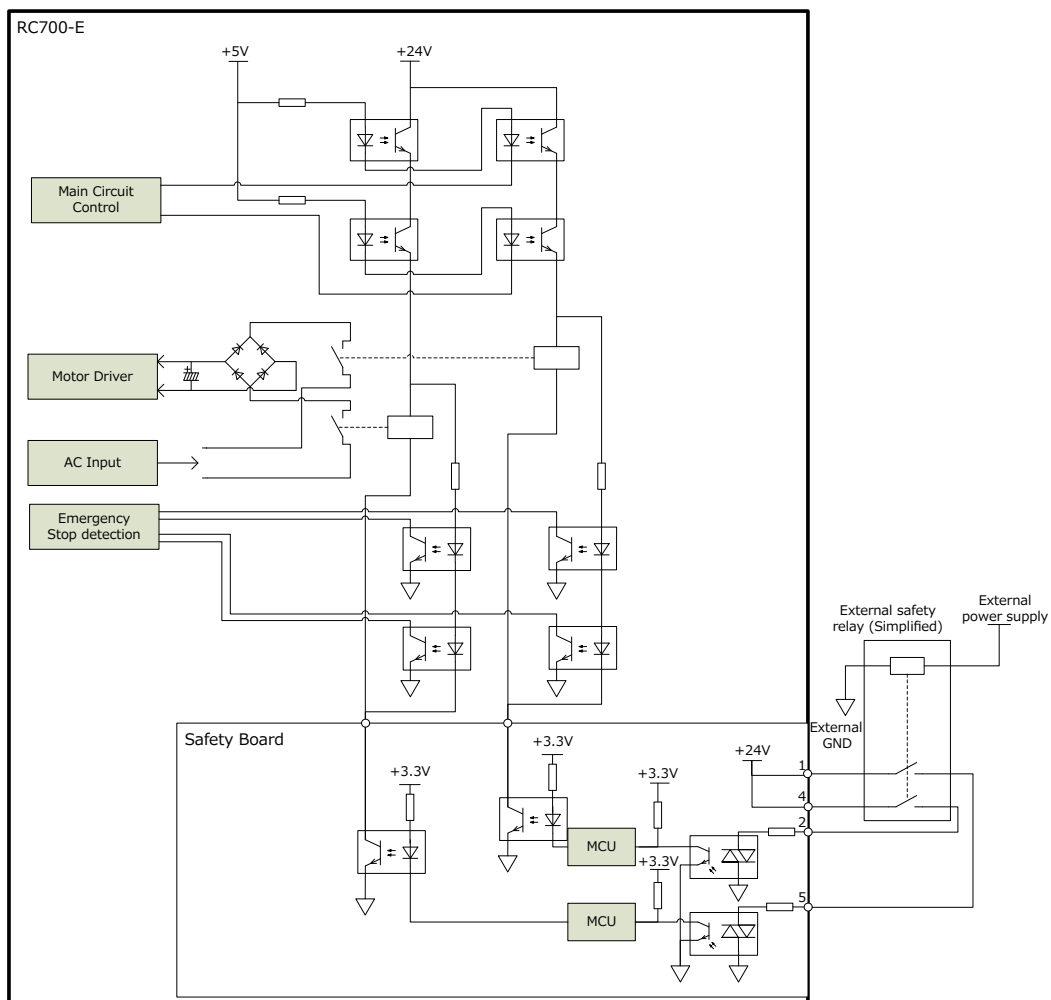 RC700-E
+5V
+24V
Main Circuit
Control
Motor Driver
+
AC Input
Emergency
Stop detection
External safety
relay (Simplified)
External
power supply
External
GND
Safety Board
+3.3V
+3.3V
+3.3V
+24V
1
4
2
MCU
+3.3V
5
MCU